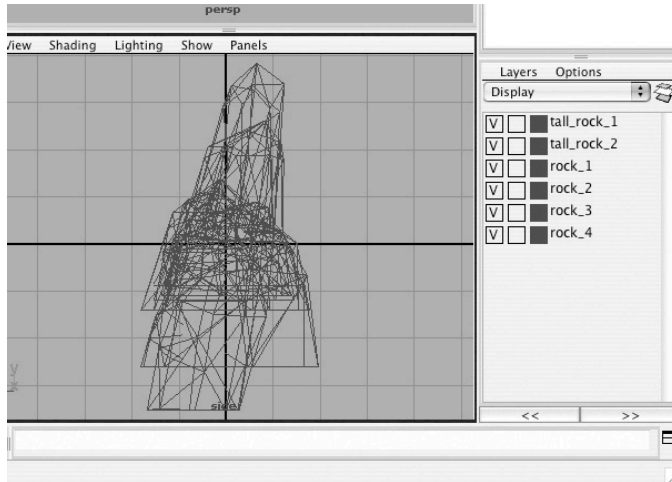 persp
View Shading Lighting Show Panels
Layers Options
Display
V tall_rock_1
V tall_rock_2
V rock_1
V rock_2
V rock_3
V rock_4
y
side
<< >>